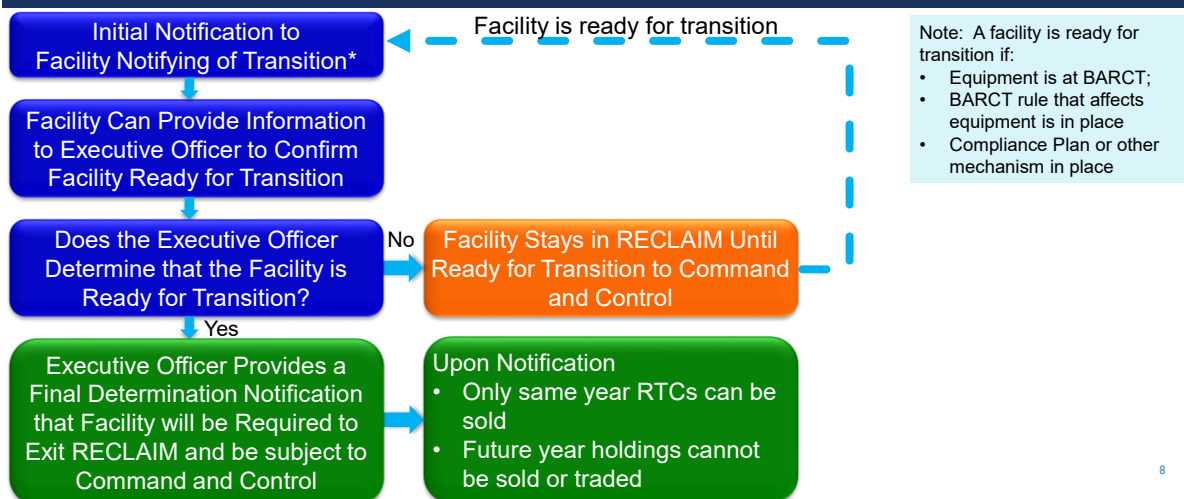 Facility is ready for transition
Initial Notification to
Facility Notifying of Transition*
Facility Can Provide Information
to Executive Officer to Confirm
Facility Ready for Transition
Does the Executive Officer
Determine that the Facility is
Ready for Transition?
No
Facility Stays in RECLAIM Until
Ready for Transition to Command
and Control
Yes
Executive Officer Provides a
Final Determination Notification
that Facility will be Required to
Exit RECLAIM and be subject to
Command and Control
Upon Notification
• Only same year RTCs can be
sold
• Future year holdings cannot
be sold or traded
Note: A facility is ready for
transition if:
• Equipment is at BARCT;
• BARCT rule that affects
equipment is in place
• Compliance Plan or other
mechanism in place
8